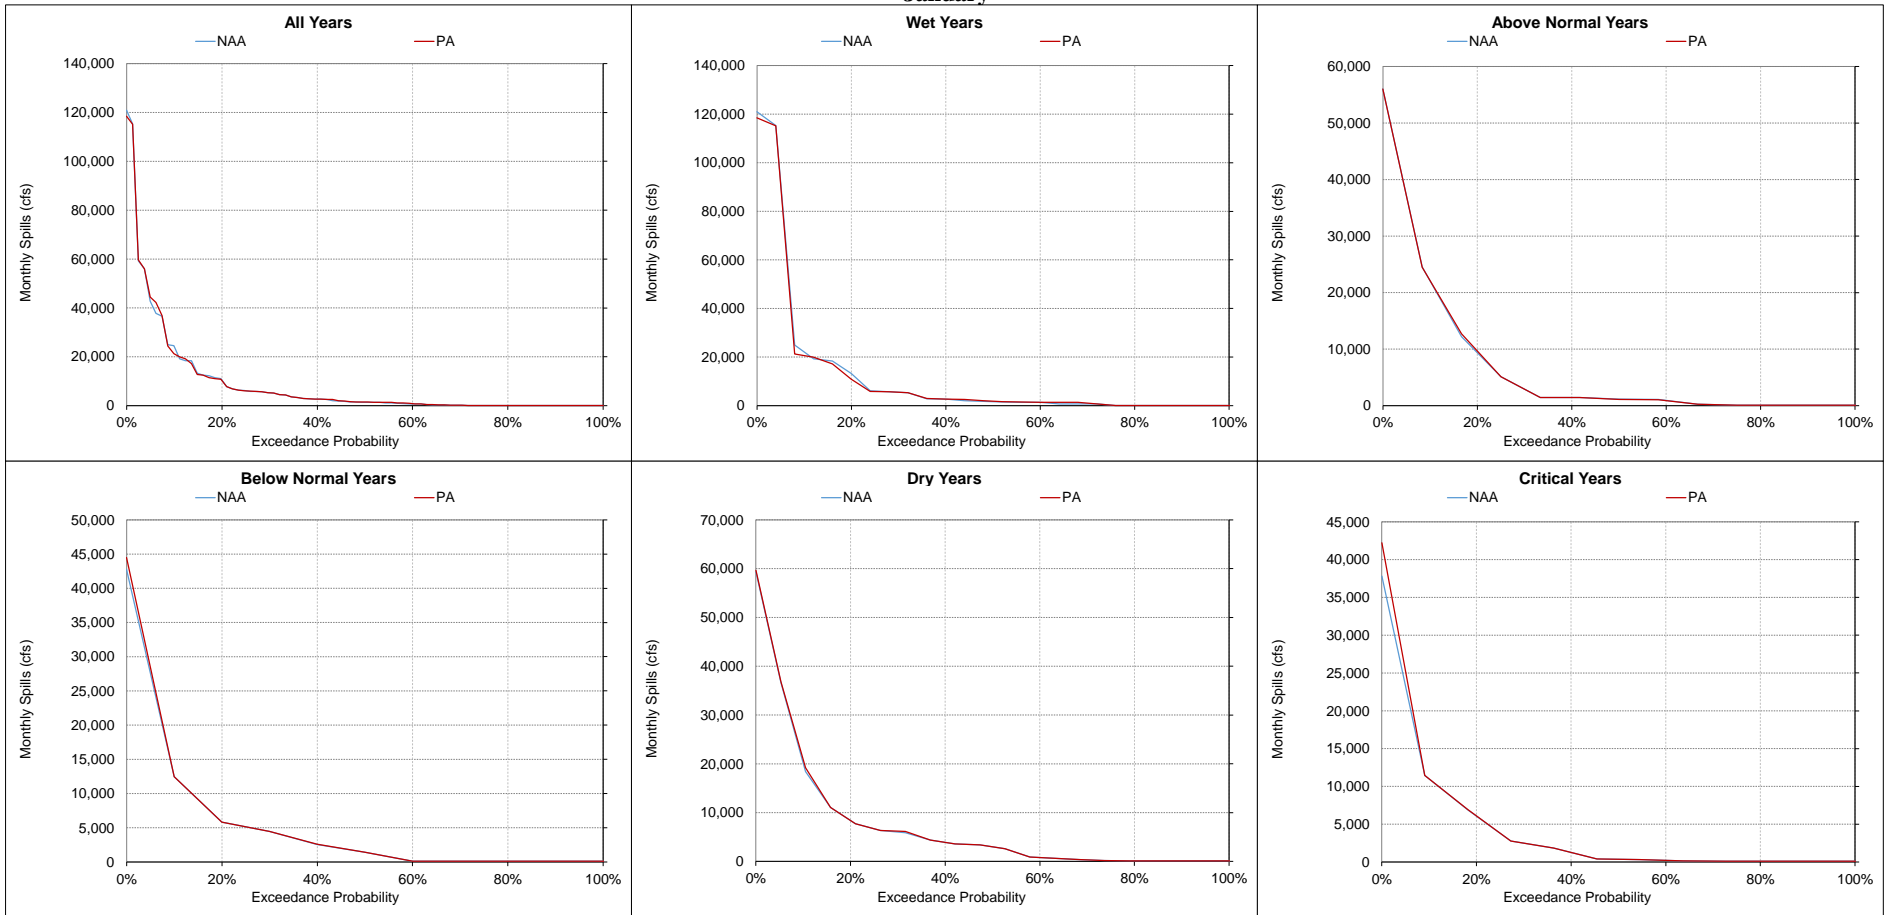 All Years
NAA PA
140,000
120,000
100,000
80,000
60,000
40,000
20,000
0
Monthly Spills (cfs)
0% 20% 40% 60% 80% 100%
Exceedance Probability
Wet Years
NAA PA
140,000
120,000
100,000
80,000
60,000
40,000
20,000
0
Monthly Spills (cfs)
0% 20% 40% 60% 80% 100%
Exceedance Probability
Above Normal Years
NAA PA
60,000
50,000
40,000
30,000
20,000
10,000
0
Monthly Spills (cfs)
0% 20% 40% 60% 80% 100%
Exceedance Probability
Below Normal Years
NAA PA
50,000
45,000
40,000
35,000
30,000
25,000
20,000
15,000
10,000
5,000
0
Monthly Spills (cfs)
0% 20% 40% 60% 80% 100%
Exceedance Probability
Dry Years
NAA PA
70,000
60,000
50,000
40,000
30,000
20,000
10,000
0
Monthly Spills (cfs)
0% 20% 40% 60% 80% 100%
Exceedance Probability
Critical Years
NAA PA
45,000
40,000
35,000
30,000
25,000
20,000
15,000
10,000
5,000
0
Monthly Spills (cfs)
0% 20% 40% 60% 80% 100%
Exceedance Probability